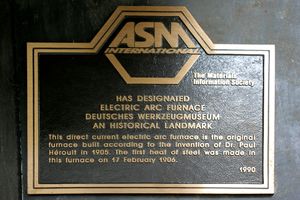 ASM
INTERNATIONAL
The Materials
Information Society
HAS DESIGNATED
ELECTRIC ARC FURNACE
DEUTSCHES WERKZEUGMUSEUM
AN HISTORICAL LANDMARK
This direct current electric arc furnace is the original
furnace built according to the invention of Dr. Paul
Héroult in 1905. The first heat of steel was made in
this furnace on 17 February 1906.
1990